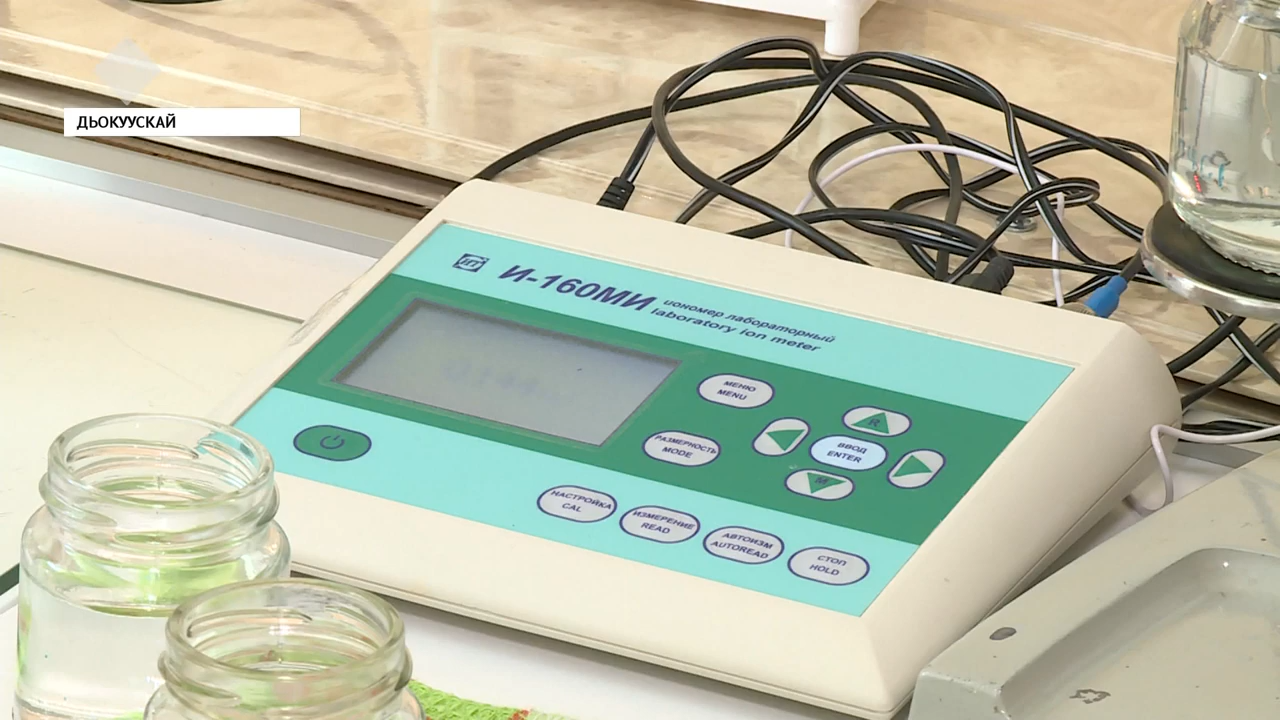 ДЬОКУУСКАЙ
ИТ
И-160МИ
иономер лабораторный
laboratory ion meter
МЕНЮ
MENU
R
РАЗМЕРНОСТЬ
MODE
ВВОД
ENTER
НАСТРОЙКА
CAL
ИЗМЕРЕНИЕ
READ
АВТОИЗМ
AUTOREAD
СТОП
HOLD